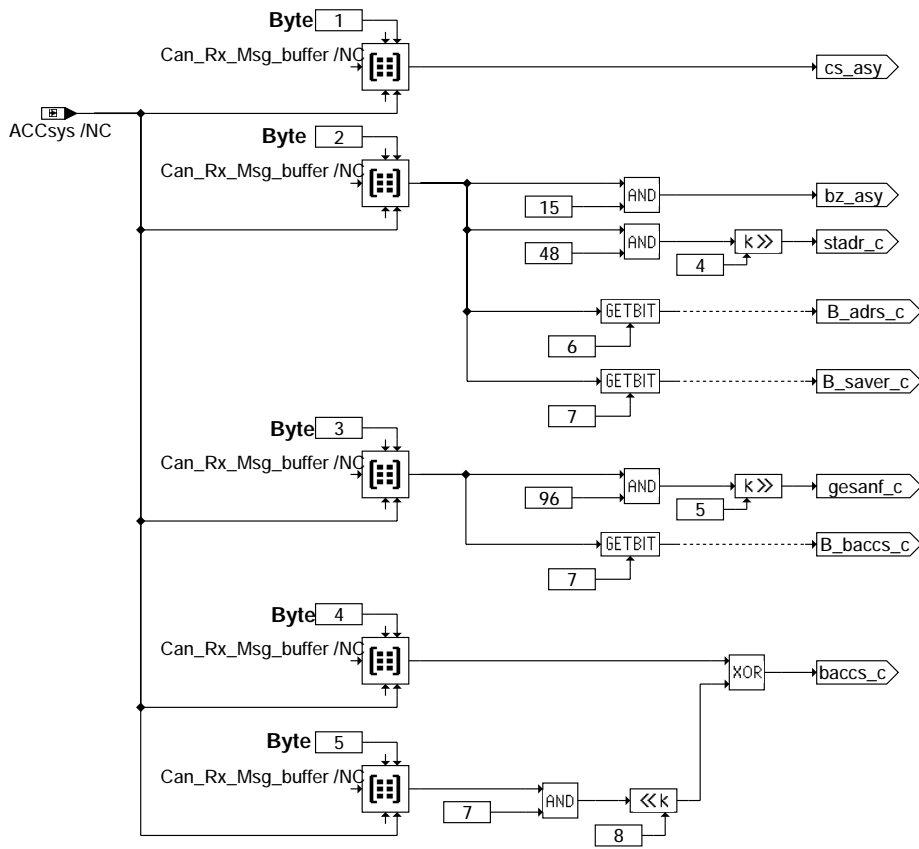 Byte 1
Can_Rx_Msg_buffer /NC
cs_asy
ACCsys /NC
Byte 2
Can_Rx_Msg_buffer /NC
15
AND
bz_asy
48
AND
4
k>>
stadr_c
GETBIT
6
B_adrs_c
GETBIT
7
B_saver_c
Byte 3
Can_Rx_Msg_buffer /NC
96
AND
5
k>>
gesanf_c
GETBIT
7
B_baccs_c
Byte 4
Can_Rx_Msg_buffer /NC
XOR
baccs_c
Byte 5
Can_Rx_Msg_buffer /NC
7
AND
<<k
8